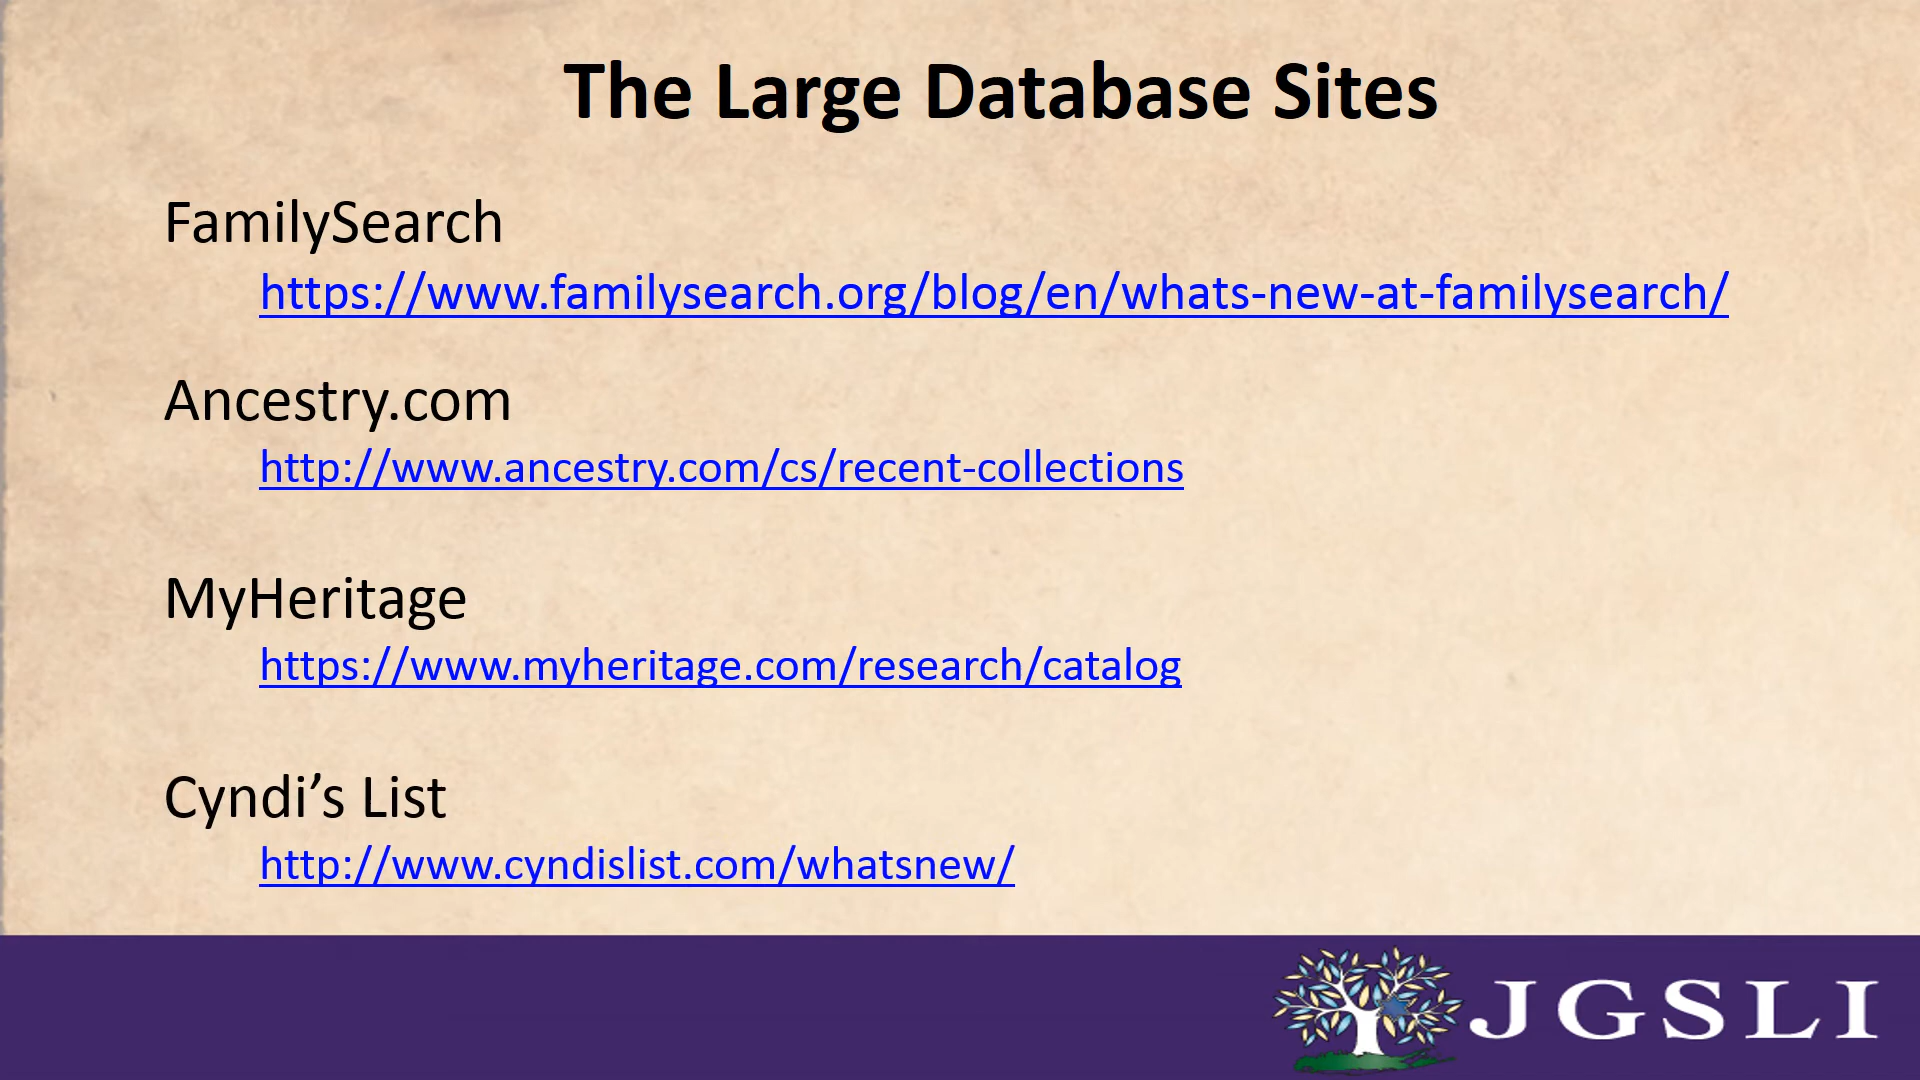 The Large Database Sites
FamilySearch
https://www.familysearch.org/blog/en/whats-new-at-familysearch/
Ancestry.com
http://www.ancestry.com/cs/recent-collections
MyHeritage
https://www.myheritage.com/research/catalog
Cyndi’s List
http://www.cyndislist.com/whatsnew/
JGSLI